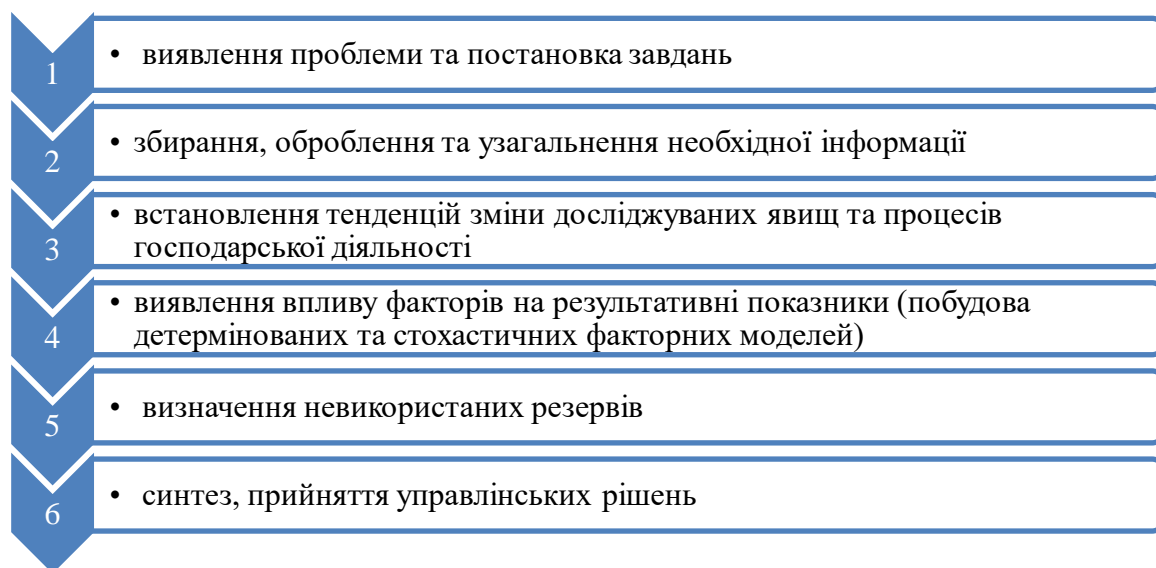 1
• виявлення проблеми та постановка завдань
2
• збирання, оброблення та узагальнення необхідної інформації
3
• встановлення тенденцій зміни досліджуваних явищ та процесів
господарської діяльності
4
• виявлення впливу факторів на результативні показники (побудова
детермінованих та стохастичних факторних моделей)
5
• визначення невикористаних резервів
6
• синтез, прийняття управлінських рішень